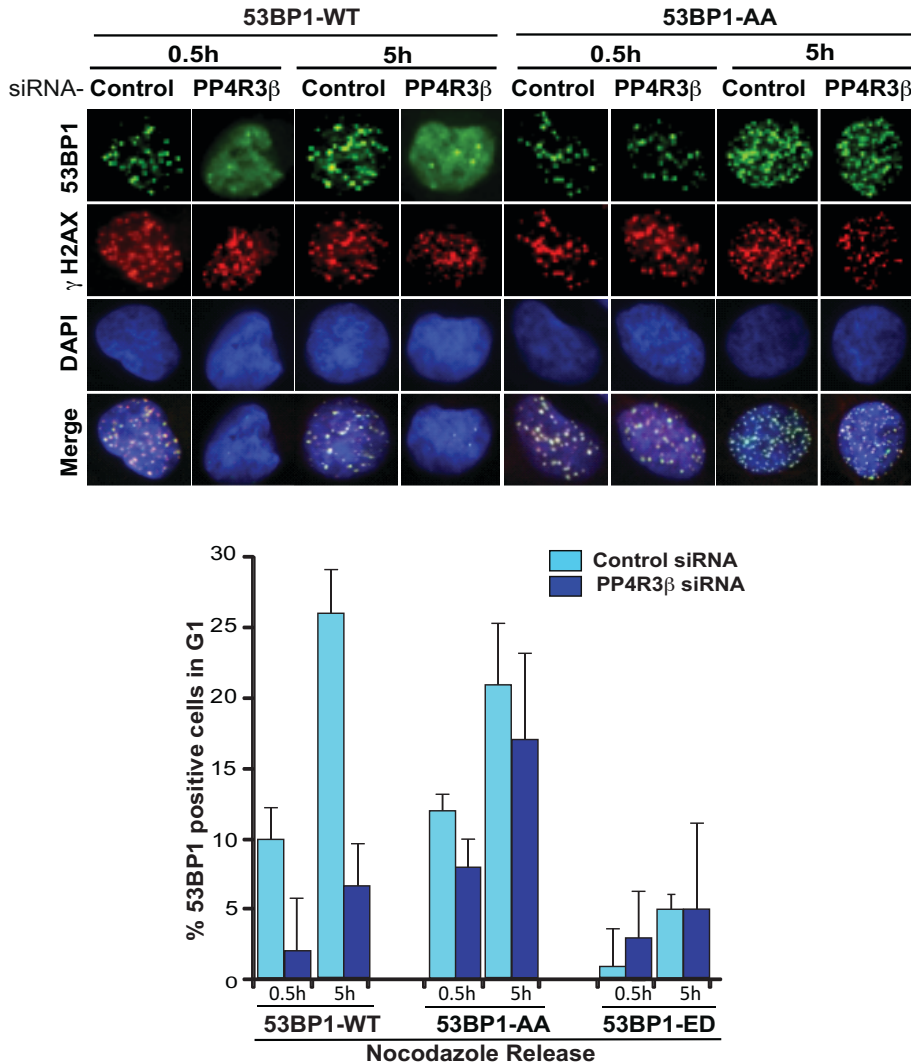 53BP1-WT 53BP1-AA
0.5h 5h 0.5h 5h
siRNA- Control PP4R3β Control PP4R3β Control PP4R3β Control PP4R3β
53BP1
γ H2AX
DAPI
Merge
Control siRNA
PP4R3β siRNA
% 53BP1 positive cells in G1
30
25
20
15
10
5
0
0.5h 5h 0.5h 5h 0.5h 5h
53BP1-WT 53BP1-AA 53BP1-ED
Nocodazole Release